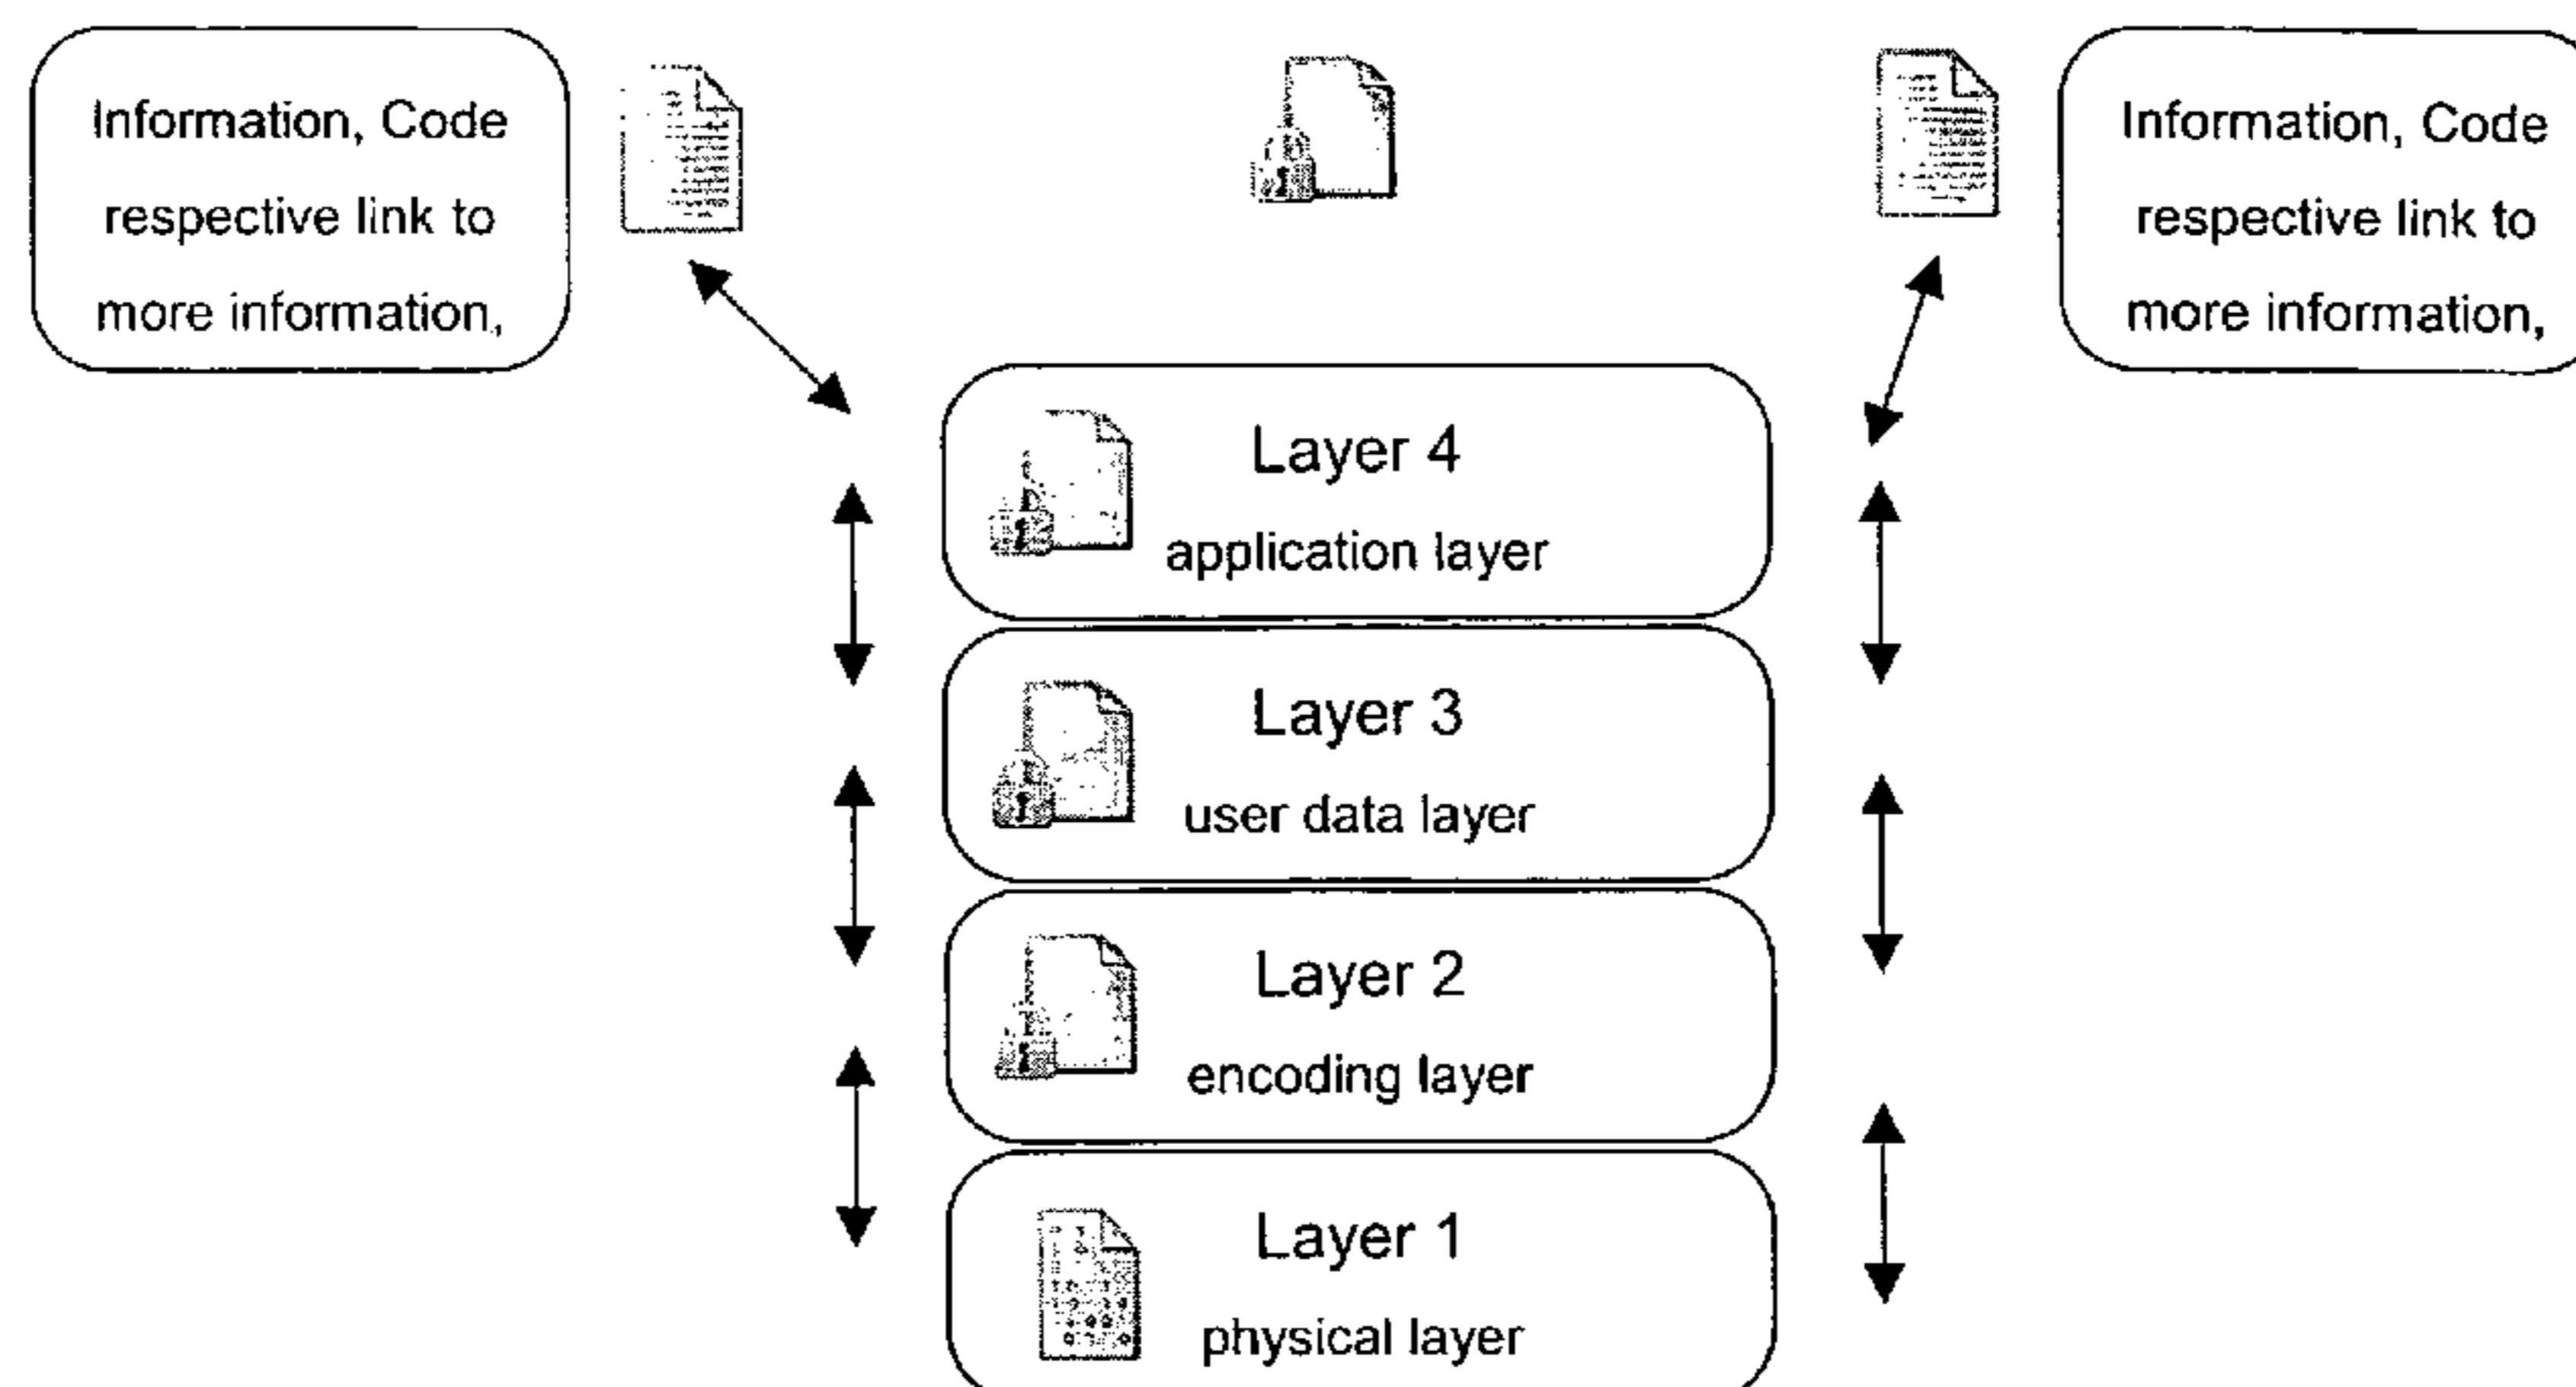 Information, Code
respective link to
more information,
Information, Code
respective link to
more information,
Layer 4
application layer
Layer 3
user data layer
Layer 2
encoding layer
Layer 1
physical layer